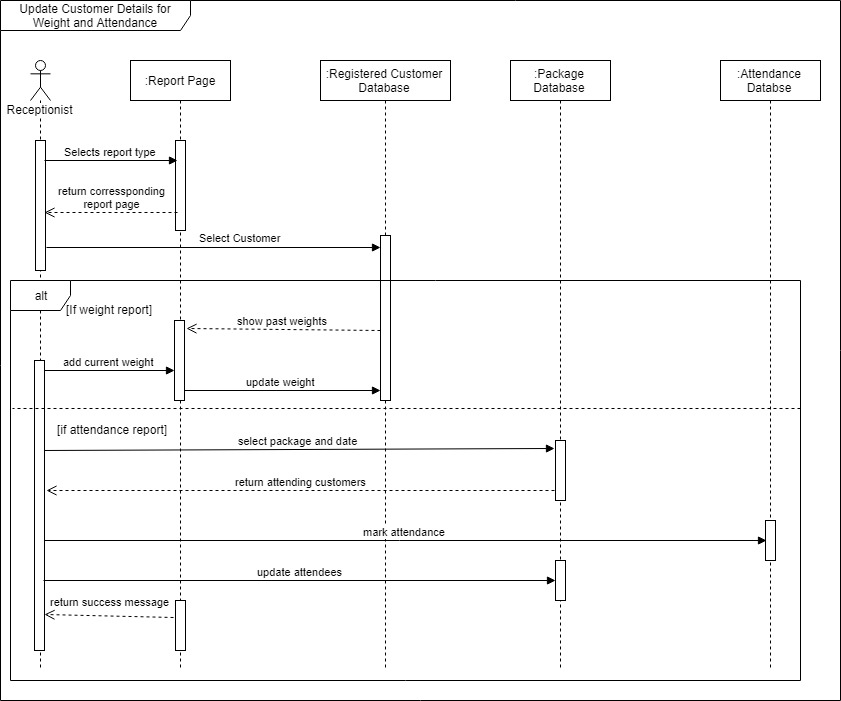 Update Customer Details for
Weight and Attendance
Receptionist
:Report Page
:Registered Customer
Database
:Package
Database
:Attendance
Databse
Selects report type
return corressponding
report page
Select Customer
alt
[If weight report]
show past weights
add current weight
update weight
[if attendance report]
select package and date
return attending customers
mark attendance
update attendees
return success message